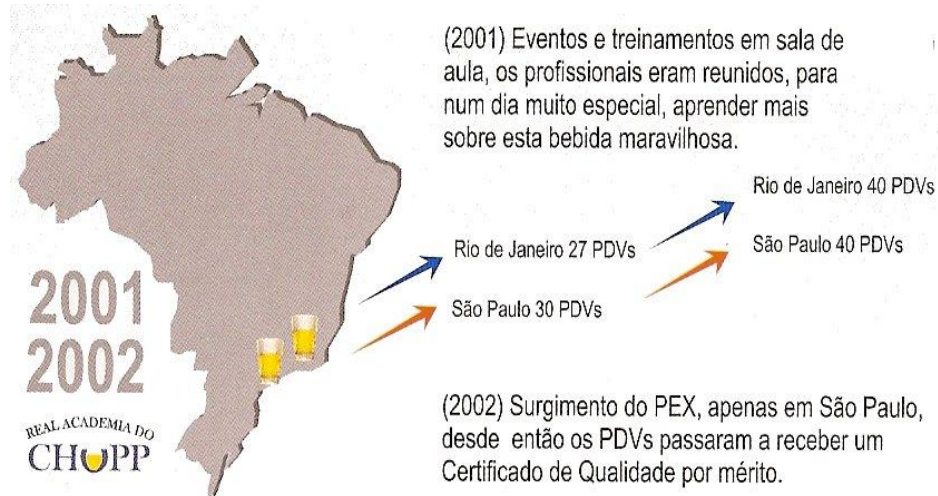 (2001) Eventos e treinamentos em sala de
aula, os profissionais eram reunidos, para
num dia muito especial, aprender mais
sobre esta bebida maravilhosa.
Rio de Janeiro 40 PDVs
Rio de Janeiro 27 PDVs
São Paulo 40 PDVs
São Paulo 30 PDVs
2001
2002
REAL ACADEMIA DO
CHOPP
(2002) Surgimento do PEX, apenas em São Paulo,
desde então os PDVs passaram a receber um
Certificado de Qualidade por mérito.